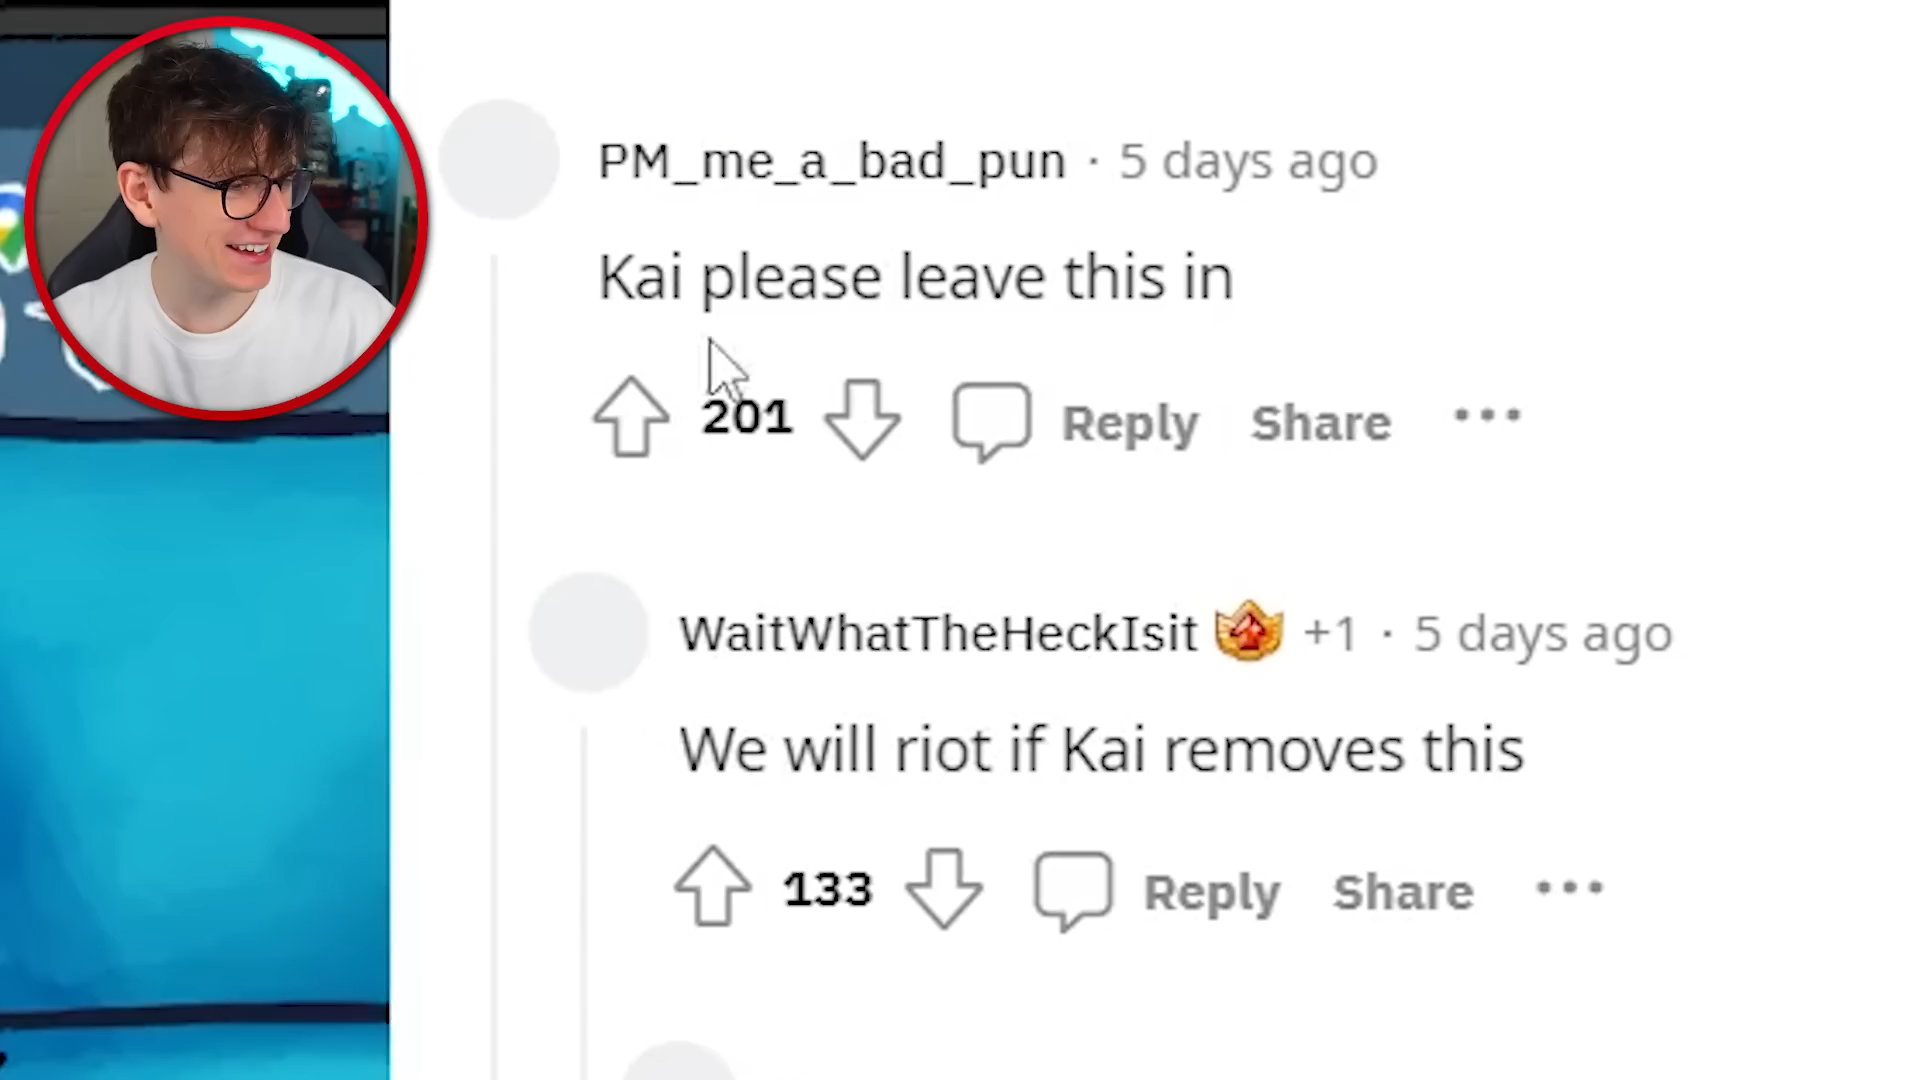 PM_me_a_bad_pun · 5 days ago
Kai please leave this in
201 Reply Share ...
WaitWhatTheHeckIsit +1 · 5 days ago
We will riot if Kai removes this
133 Reply Share ...